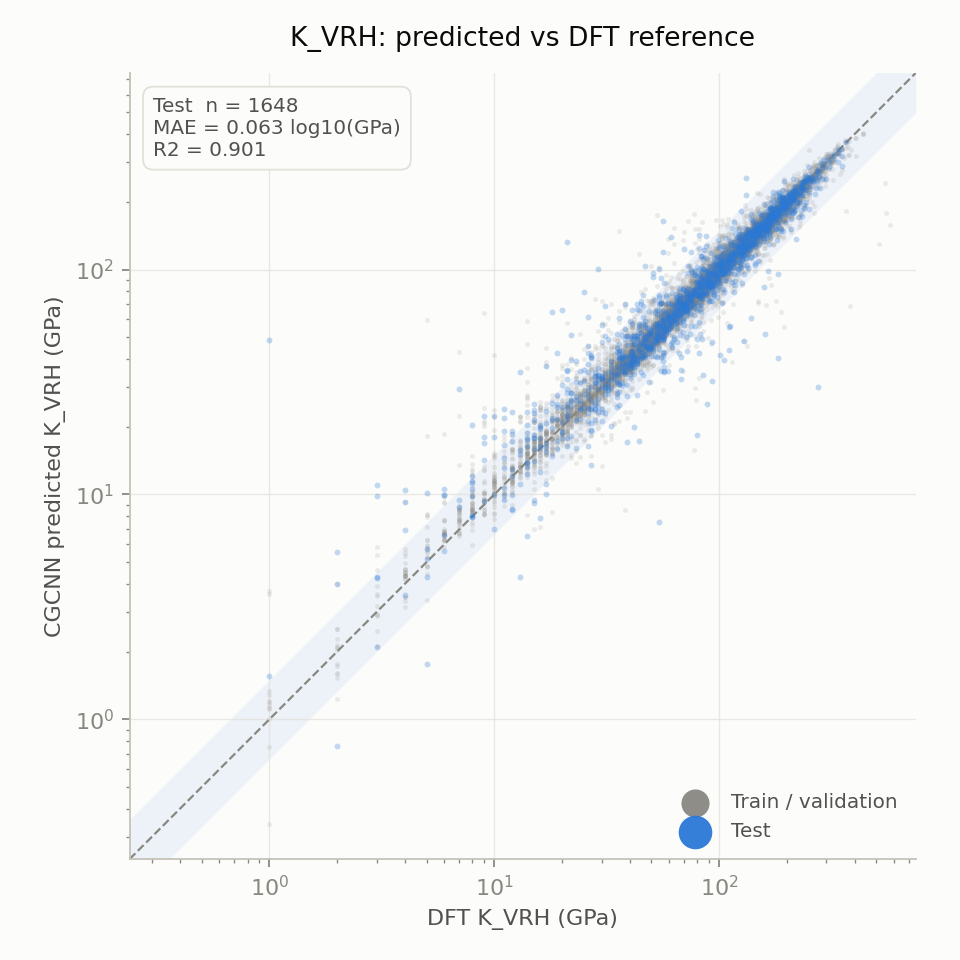 K_VRH: predicted vs DFT reference
Test n = 1648
MAE = 0.063 log10(GPa)
R2 = 0.901
CGCNN predicted K_VRH (GPa)
10²
10¹
10⁰
Train / validation
Test
10⁰ 10¹ 10²
DFT K_VRH (GPa)